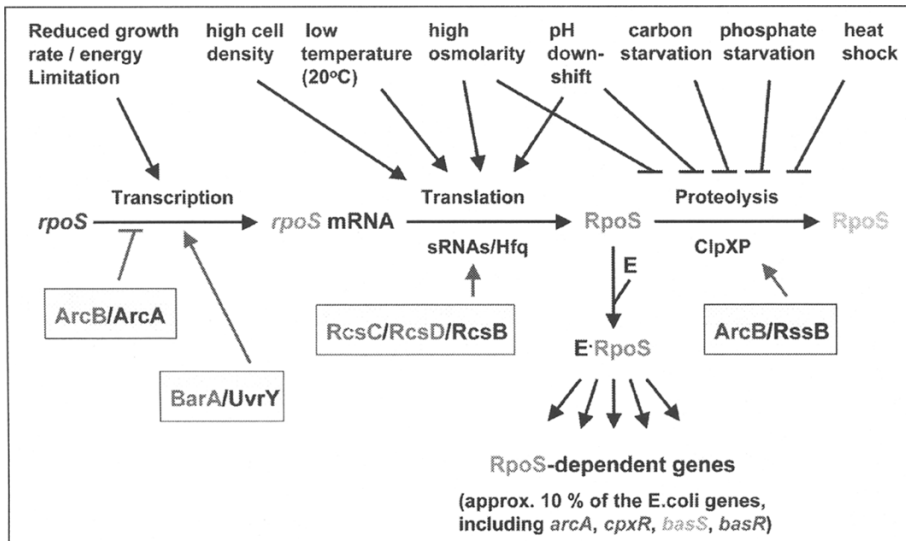 Reduced growth
rate / energy
Limitation
high cell
density
low
temperature
(20°C)
high
osmolarity
pH
down-
shift
carbon
starvation
phosphate
starvation
heat
shock
Transcription
Translation
Proteolysis
rpoS
rpoS mRNA
RpoS
RpoS
sRNAs/Hfq
ClpXP
E
ArcB/ArcA
RcsC/RcsD/RcsB
ArcB/RssB
E·RpoS
BarA/UvrY
RpoS-dependent genes
(approx. 10 % of the E.coli genes,
including arcA, cpxR, basS, basR)